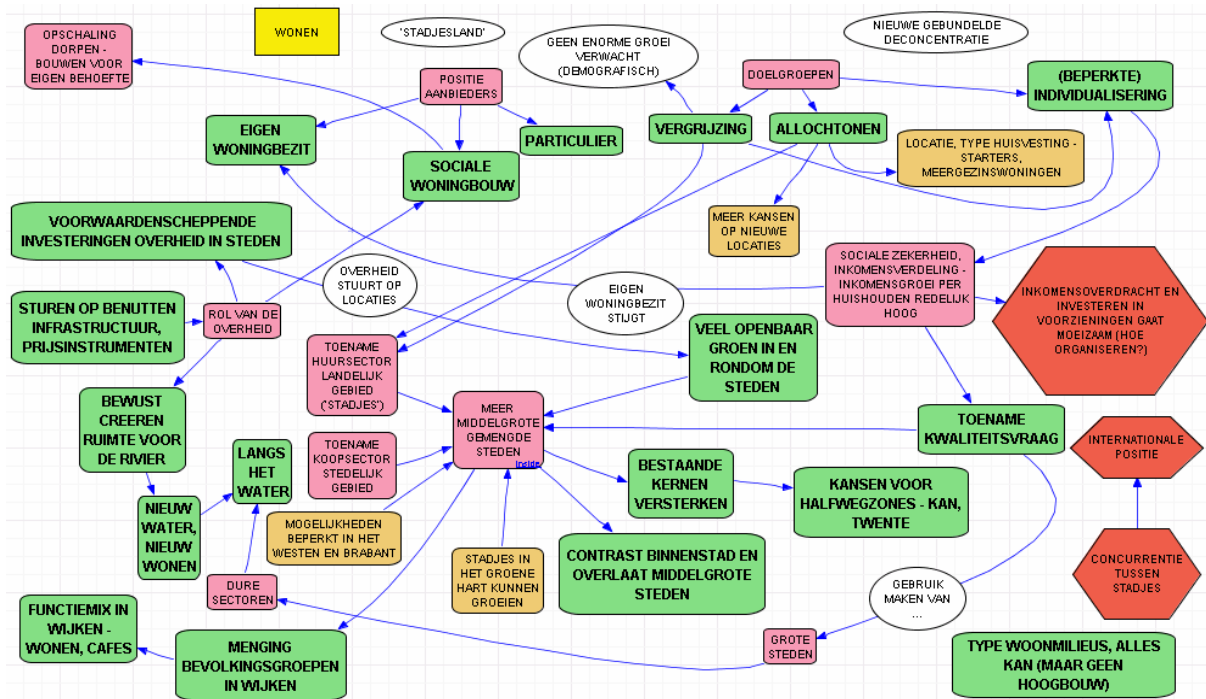 OPSCHALING
DORPEN -
BOUWEN VOOR
EIGEN BEHOEFTE
WONEN
'STADJESLAND'
GEEN ENORME GROEI
VERWACHT
(DEMOGRAFISCH)
NIEUWE GEBUNDELDE
DECONCENTRATIE
POSITIE
AANBIEDERS
DOELGROEPEN
(BEPERKTE)
INDIVIDUALISERING
EIGEN
WONINGBEZIT
PARTICULIER
SOCIALE
WONINGBOUW
VERGRIJZING
ALLOCHTONEN
LOCATIE, TYPE HUISVESTING -
STARTERS,
MEERGEZINSWONINGEN
MEER KANSEN
OP NIEUWE
LOCATIES
VOORWAARDENSCHEPPENDE
INVESTERINGEN OVERHEID IN STEDEN
OVERHEID
STUURT OP
LOCATIES
EIGEN
WONINGBEZIT
STIJGT
SOCIALE ZEKERHEID,
INKOMENSVERDELING -
INKOMENSGROEI PER
HUISHOUDEN REDELIJK
HOOG
INKOMENSOVERDRACHT EN
INVESTEREN IN
VOORZIENINGEN GAAT
MOEIZAAM (HOE
ORGANISEREN?)
STUREN OP BENUTTEN
INFRASTRUCTUUR,
PRIJSINSTRUMENTEN
ROL VAN DE
OVERHEID
TOENAME
HUURSECTOR
LANDELIJK
GEBIED
('STADJES')
VEEL OPENBAAR
GROEN IN EN
RONDOM DE
STEDEN
BEWUST
CREEREN
RUIMTE VOOR
DE RIVIER
MEER
MIDDELGROTE
GEMENGDE
STEDEN
Inside
TOENAME
KWALITEITSVRAAG
INTERNATIONALE
POSITIE
LANGS
HET
WATER
TOENAME
KOOPSECTOR
STEDELIJK
GEBIED
BESTAANDE
KERNEN
VERSTERKEN
KANSEN VOOR
HALFWEGZONES - KAN,
TWENTE
NIEUW
WATER,
NIEUW
WONEN
MOGELIJKHEDEN
BEPERKT IN HET
WESTEN EN BRABANT
STADJES IN
HET GROENE
HART KUNNEN
GROEIEN
CONTRAST BINNENSTAD EN
OVERLAAT MIDDELGROTE
STEDEN
CONCURRENTIE
TUSSEN
STADJES
DURE
SECTOREN
GEBRUIK
MAKEN VAN
...
FUNCTIEMIX IN
WIJKEN -
WONEN, CAFES
MENGING
BEVOLKINGSGROEPEN
IN WIJKEN
GROTE
STEDEN
TYPE WOONMILIEUS, ALLES
KAN (MAAR GEEN
HOOGBOUW)